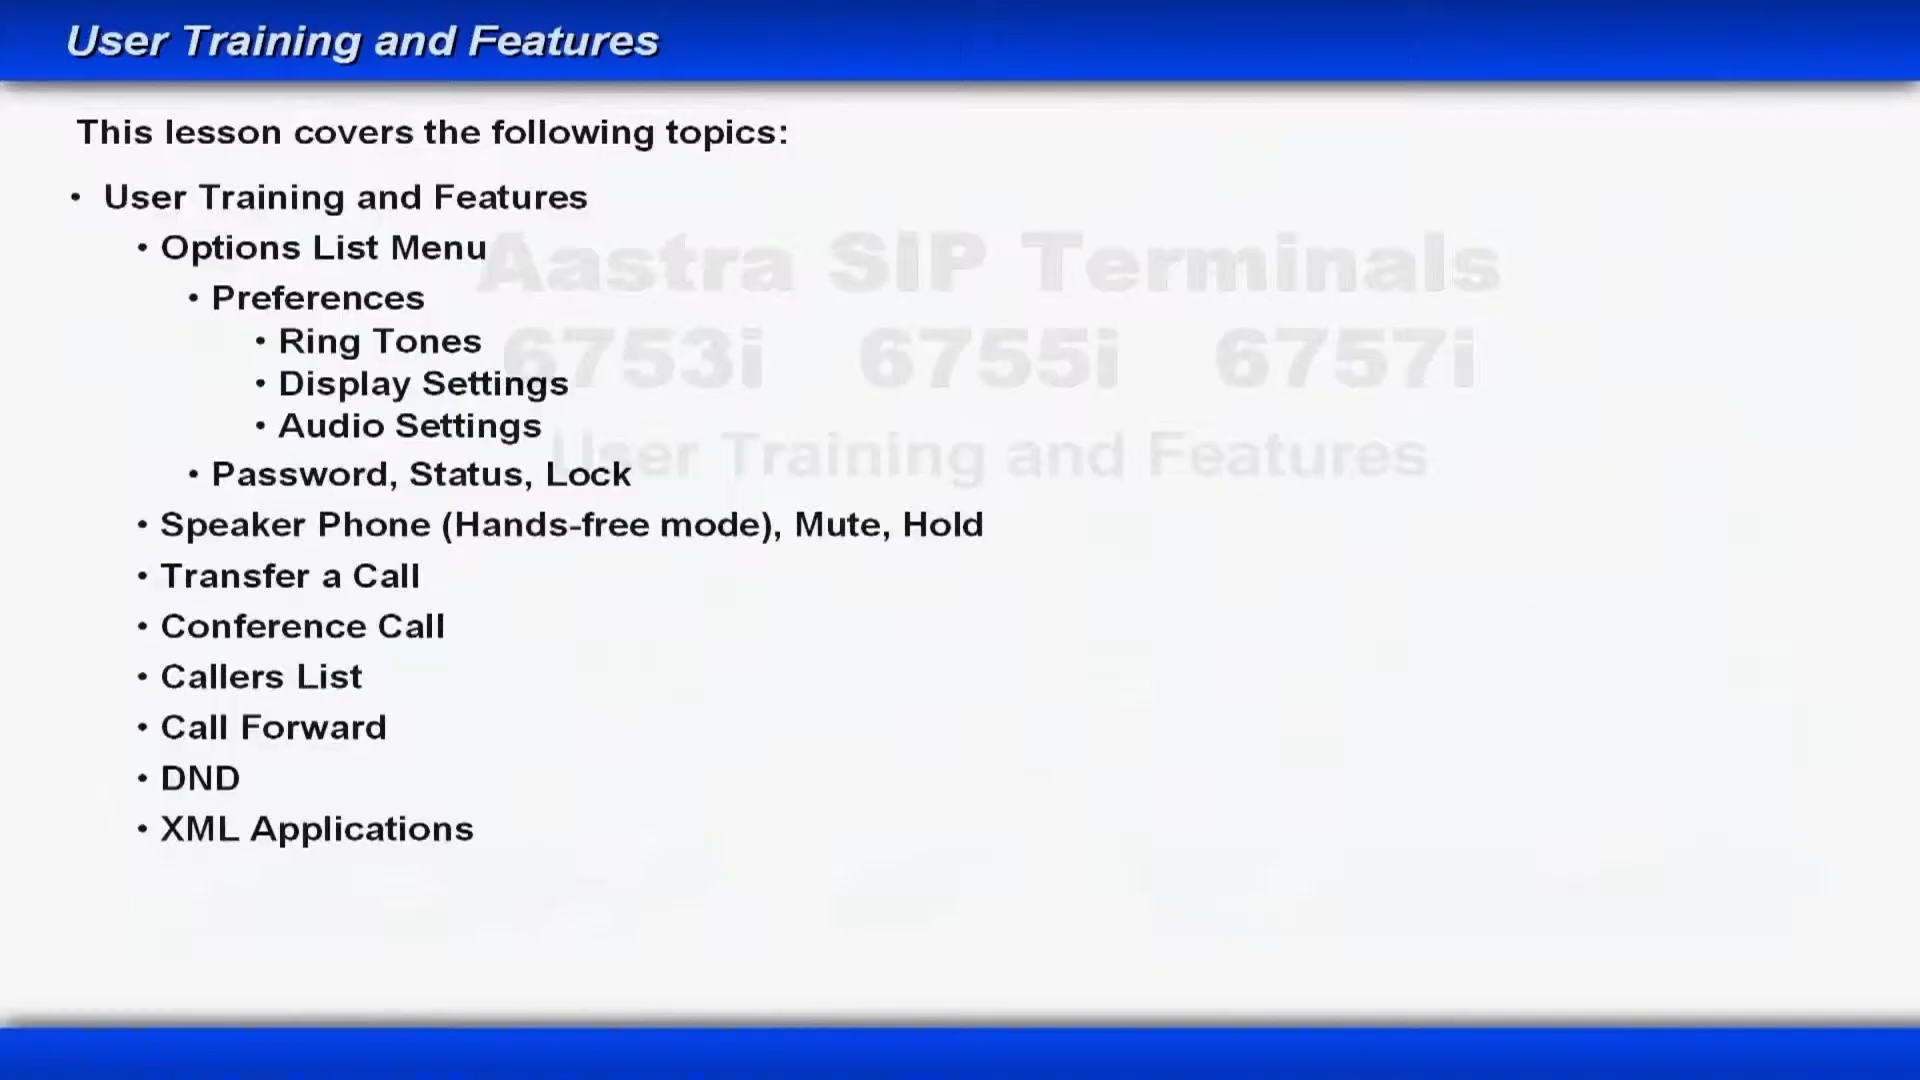 User Training and Features
This lesson covers the following topics:
• User Training and Features
• Options List Menu
• Preferences
• Ring Tones
• Display Settings
• Audio Settings
• Password, Status, Lock
• Speaker Phone (Hands-free mode), Mute, Hold
• Transfer a Call
• Conference Call
• Callers List
• Call Forward
• DND
• XML Applications
Aastra SIP Terminals
6753i 6755i 6757i
User Training and Features